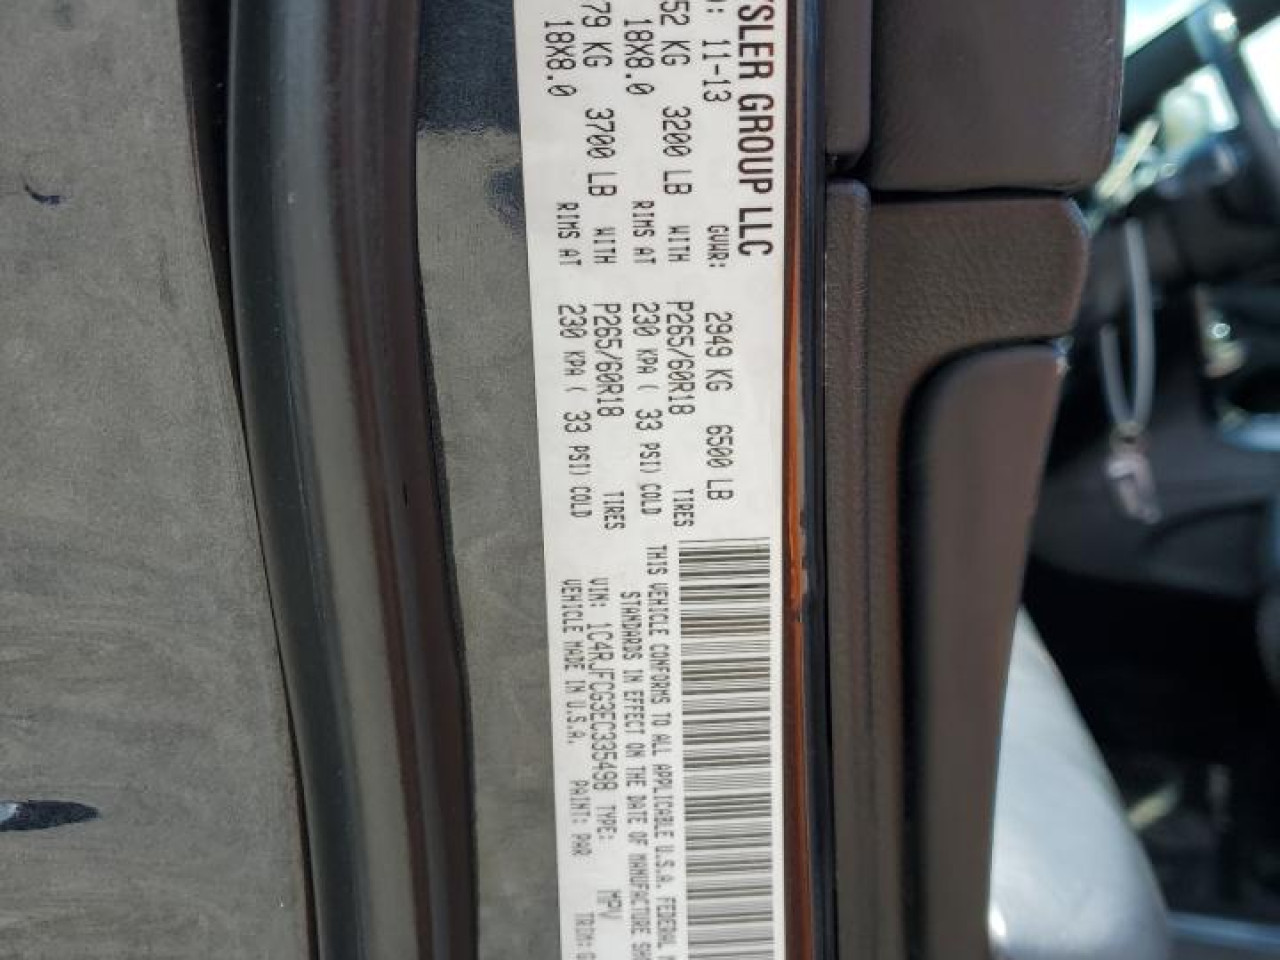 YSLER GROUP LLC
11-13 GVWR: 2949 KG 6500 LB
52 KG 3200 LB WITH P265/60R18 TIRES
18X8.0 RIMS AT 230 KPA ( 33 PSI) COLD
79 KG 3700 LB WITH P265/60R18 TIRES
18X8.0 RIMS AT 230 KPA ( 33 PSI) COLD
THIS VEHICLE CONFORMS TO ALL APPLICABLE U.S.A. FEDERAL M
STANDARDS IN EFFECT ON THE DATE OF MANUFACTURE SH
VIN: 1C4RJFCG3EC335498 TYPE: MPV
VEHICLE MADE IN U.S.A. PAINT: PAR TRIM: